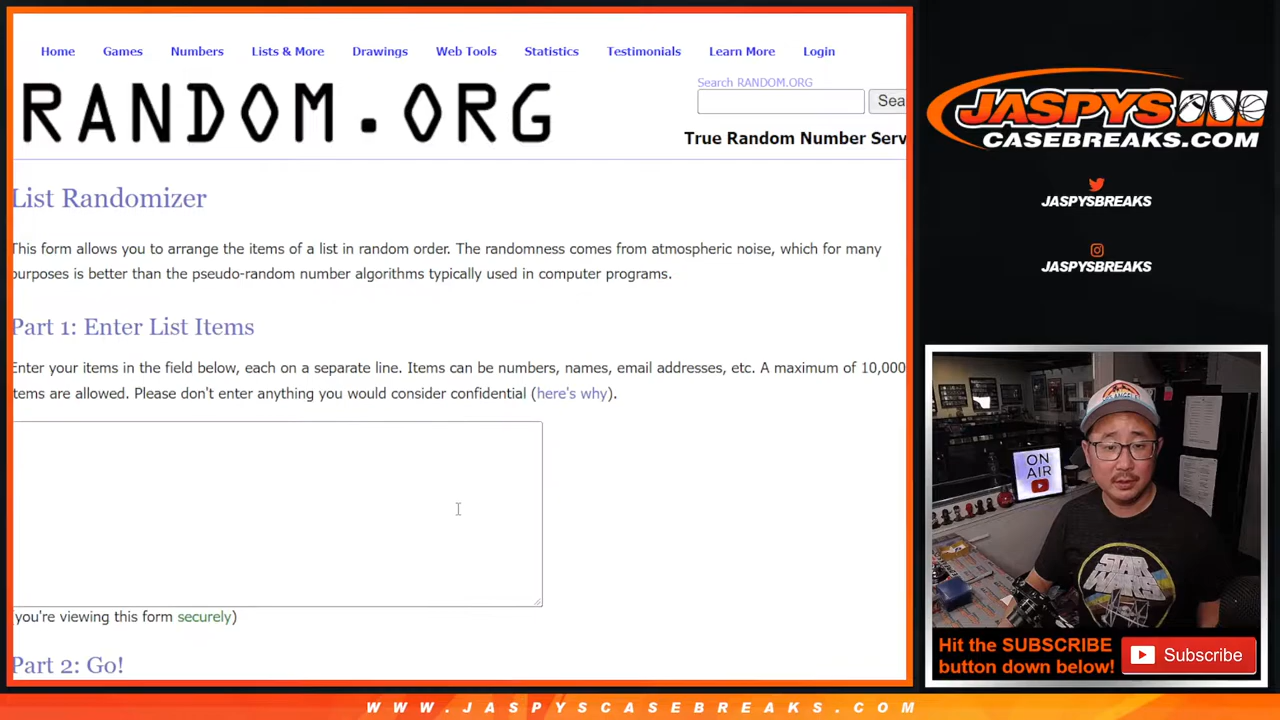 Home Games Numbers Lists & More Drawings Web Tools Statistics Testimonials Learn More Login
RANDOM.ORG
Search RANDOM.ORG
Sea
True Random Number Serv
List Randomizer
This form allows you to arrange the items of a list in random order. The randomness comes from atmospheric noise, which for many
purposes is better than the pseudo-random number algorithms typically used in computer programs.
Part 1: Enter List Items
Enter your items in the field below, each on a separate line. Items can be numbers, names, email addresses, etc. A maximum of 10,000
items are allowed. Please don't enter anything you would consider confidential (here's why).
you're viewing this form securely)
Part 2: Go!
JASPYS
CASEBREAKS.COM
JASPYSBREAKS
JASPYSBREAKS
ON
AIR
STAR
WARS
Hit the SUBSCRIBE
button down below!
Subscribe
WWW.JASPYSCASEBREAKS.COM